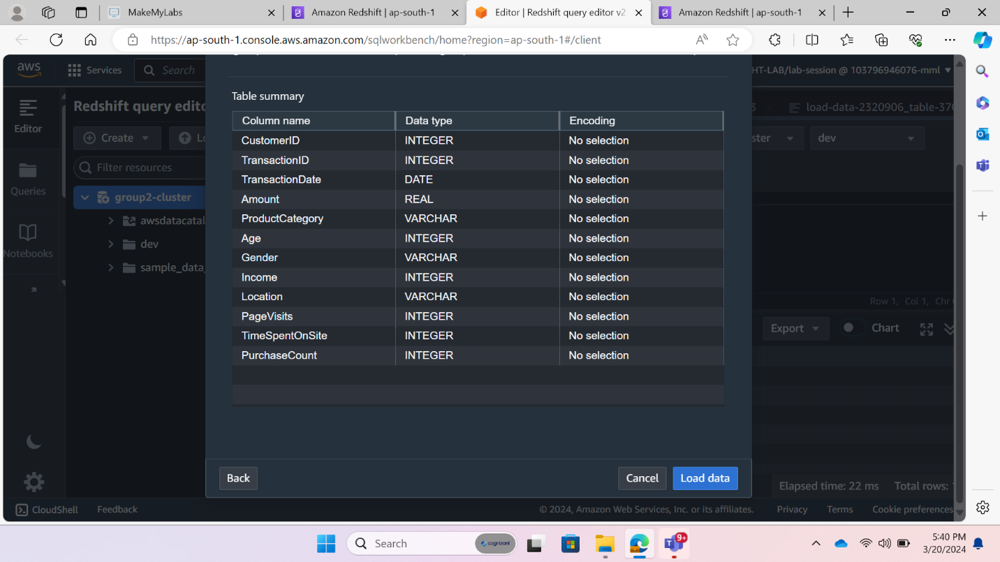 MakeMyLabs
Amazon Redshift | ap-south-1
Editor | Redshift query editor v2
Amazon Redshift | ap-south-1
https://ap-south-1.console.aws.amazon.com/sqlworkbench/home?region=ap-south-1#/client
aws
Services
Search
HT-LAB/lab-session @ 103796946076-mml
Editor
Queries
Notebooks
Redshift query edito
Create
Lo
Filter resources
group2-cluster
awsdatacatal
dev
sample_data_
load-data-2320906_table-370
ster
dev
Table summary
Column name Data type Encoding
CustomerID INTEGER No selection
TransactionID INTEGER No selection
TransactionDate DATE No selection
Amount REAL No selection
ProductCategory VARCHAR No selection
Age INTEGER No selection
Gender VARCHAR No selection
Income INTEGER No selection
Location VARCHAR No selection
PageVisits INTEGER No selection
TimeSpentOnSite INTEGER No selection
PurchaseCount INTEGER No selection
Row 1, Col 1, Chr
Export
Chart
Back
Cancel
Load data
Elapsed time: 22 ms Total rows:
CloudShell Feedback
© 2024, Amazon Web Services, Inc. or its affiliates. Privacy Terms Cookie preferences
Search
cognizant
9+
5:40 PM
3/20/2024